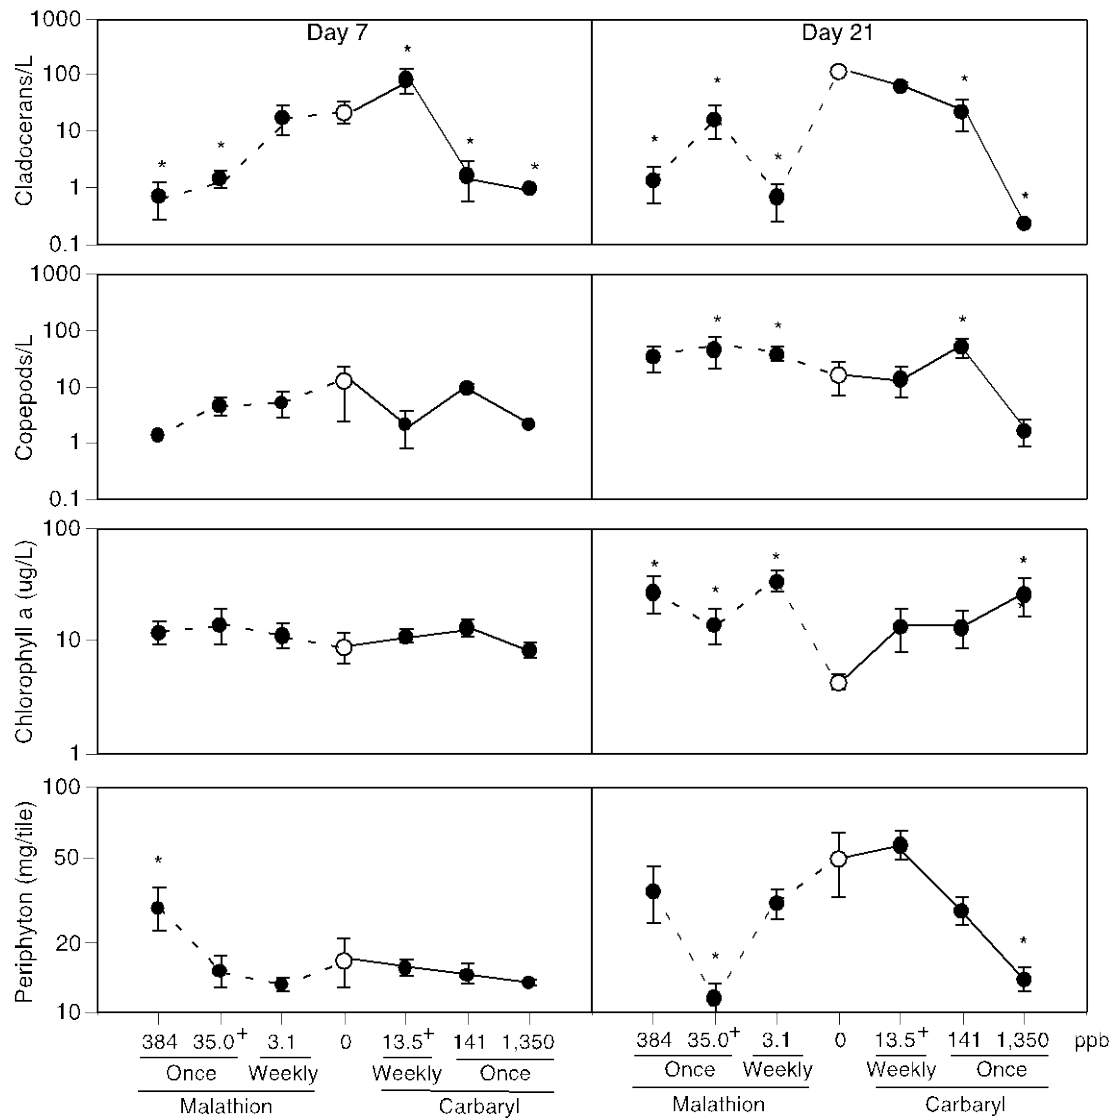 Day 7
Day 21
Cladocerans/L
1000
100
10
1
0.1
* * * * *
* * * * *
Copepods/L
1000
100
10
1
0.1
* * *
Chlorophyll a (ug/L)
100
10
1
* * * *
Periphyton (mg/tile)
100
50
20
10
*
* *
384 35.0+ 3.1 0 13.5+ 141 1,350
Once Weekly Weekly Once
Malathion Carbaryl
384 35.0+ 3.1 0 13.5+ 141 1,350 ppb
Once Weekly Weekly Once
Malathion Carbaryl